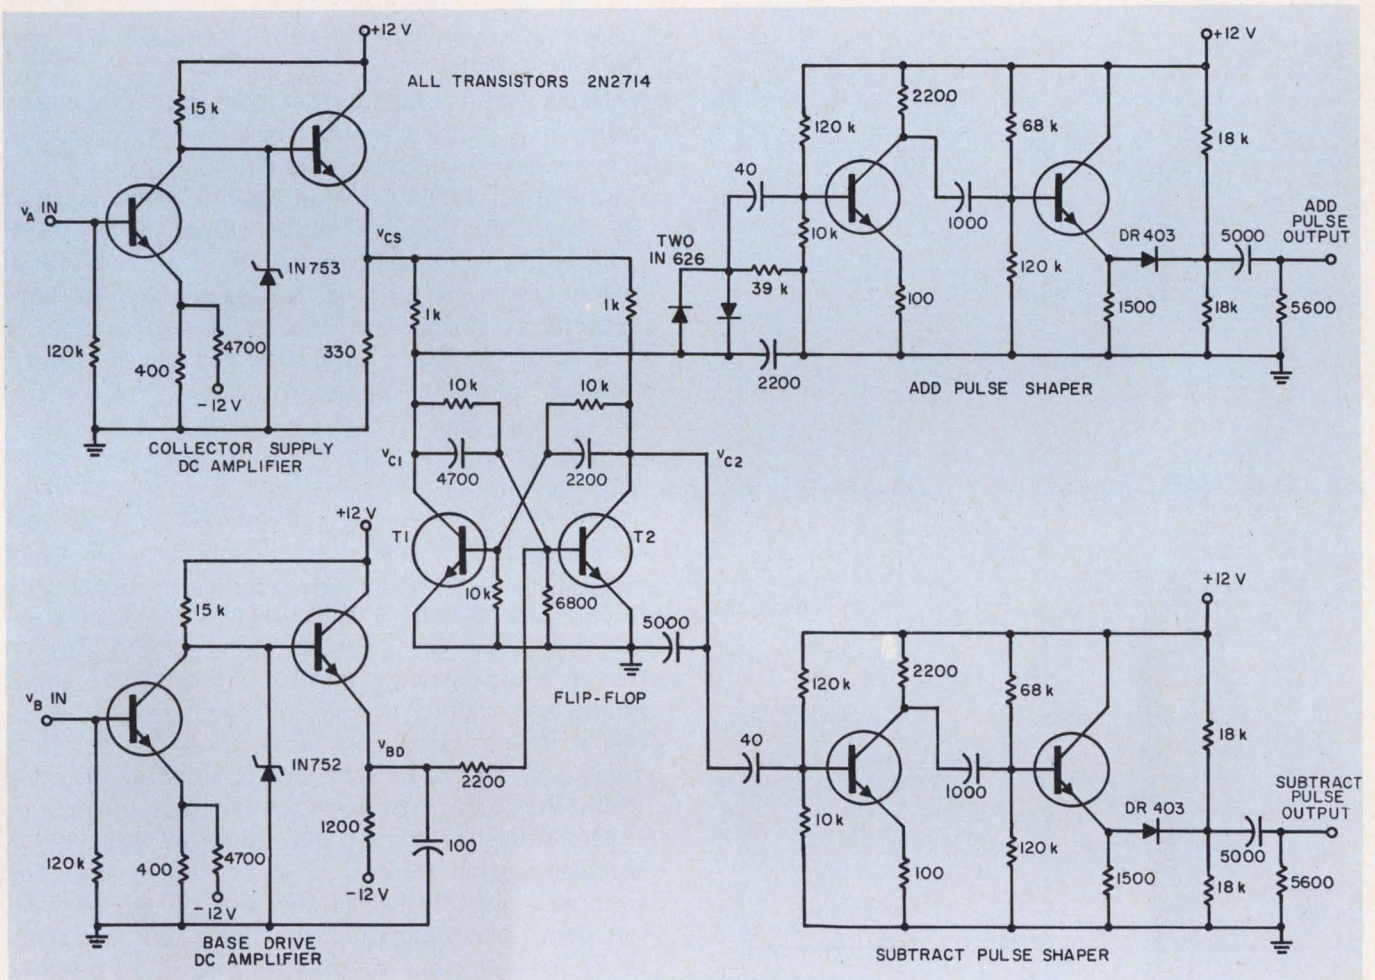 +12 V
ALL TRANSISTORS 2N2714
15 k
vA IN
vCS
IN753
120k
400
4700
330
-12 V
COLLECTOR SUPPLY
DC AMPLIFIER
1k
1k
10 k
10 k
vC1
4700
2200
vC2
T1
T2
10k
6800
5000
FLIP-FLOP
+12 V
120 k
2200
68 k
18 k
40
10k
1000
TWO
IN 626
39 k
100
120 k
DR 403
1500
5000
18k
5600
ADD
PULSE
OUTPUT
2200
ADD PULSE SHAPER
+12 V
15 k
vB IN
vBD
IN752
2200
120k
400
4700
1200
100
-12 V
-12 V
BASE DRIVE
DC AMPLIFIER
+12 V
120 k
2200
68 k
18 k
40
1000
10k
100
120 k
DR 403
1500
5000
18 k
5600
SUBTRACT
PULSE
OUTPUT
SUBTRACT PULSE SHAPER